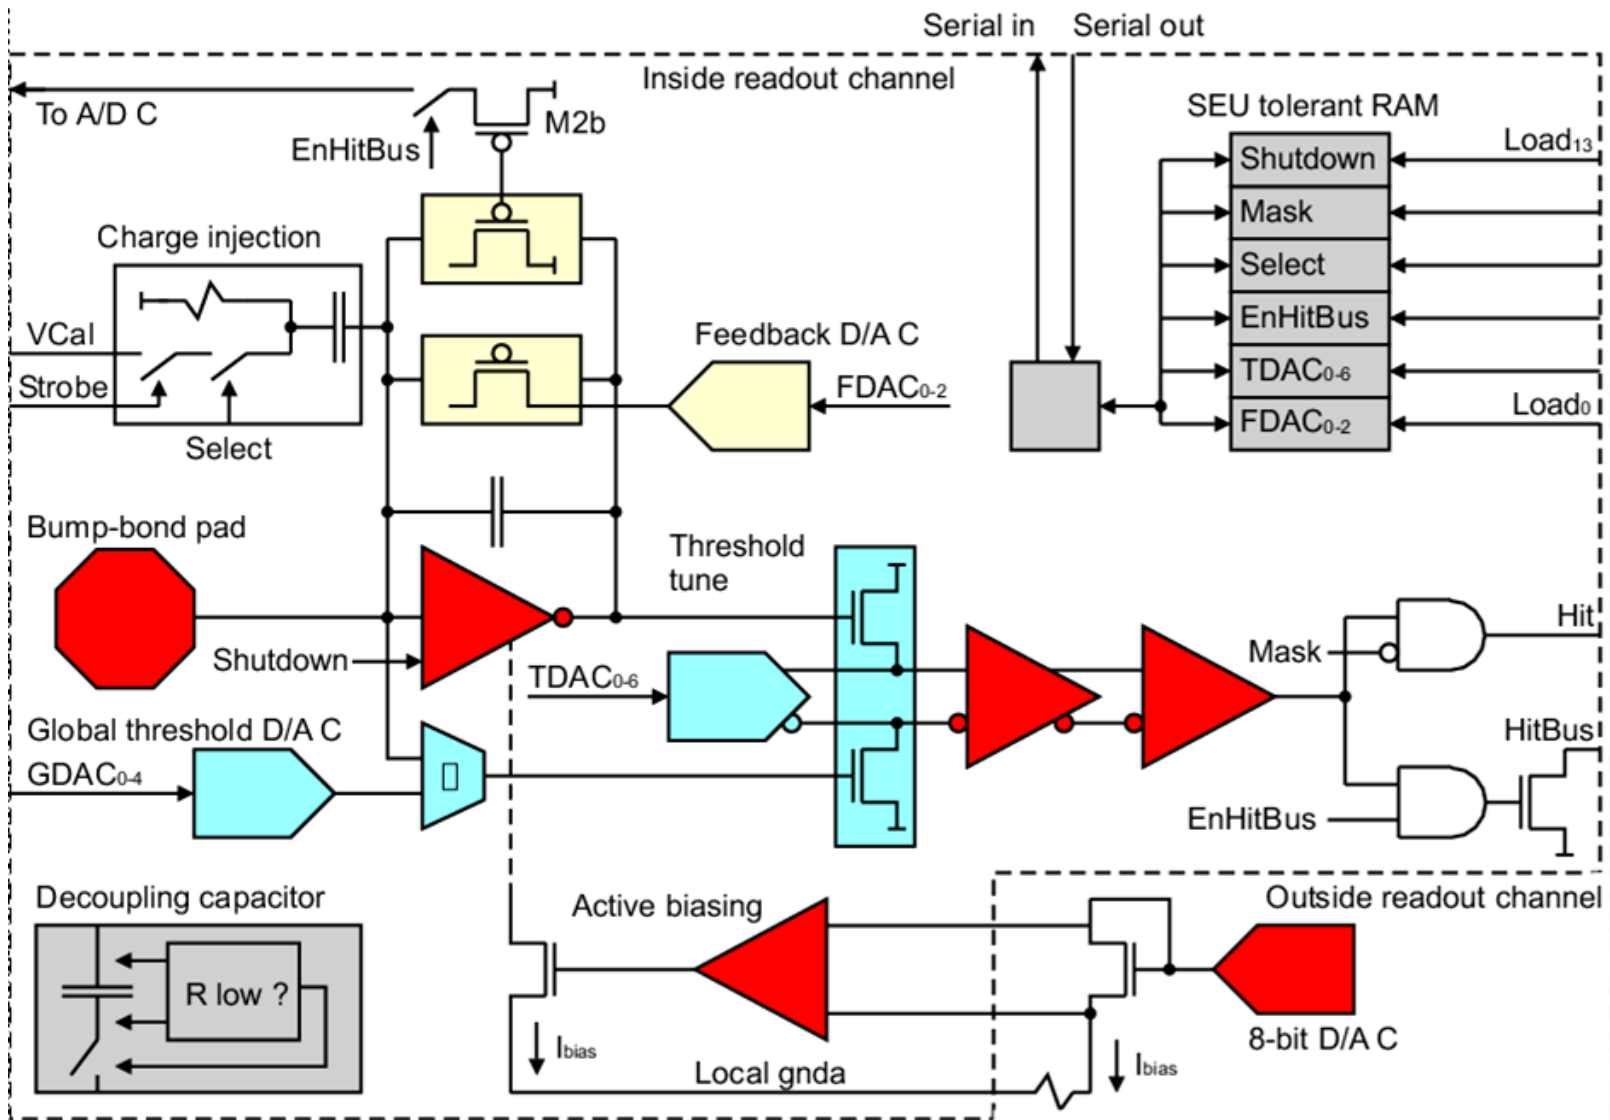 Serial in
Serial out
Inside readout channel
To A/D C
EnHitBus
M2b
SEU tolerant RAM
Load13
Shutdown
Mask
Select
EnHitBus
TDAC0-6
FDAC0-2
Load0
Charge injection
VCal
Strobe
Select
Feedback D/A C
FDAC0-2
Bump-bond pad
Shutdown
Threshold
tune
TDAC0-6
Hit
Mask
Global threshold D/A C
GDAC0-4
HitBus
EnHitBus
Decoupling capacitor
R low ?
Active biasing
Outside readout channel
8-bit D/A C
Ibias
Ibias
Local gnda